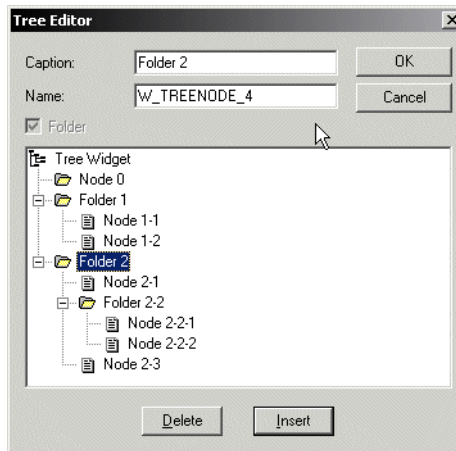 Tree Editor
Caption: Folder 2 OK
Name: W_TREENODE_4 Cancel
Folder
Tree Widget
Node 0
Folder 1
Node 1-1
Node 1-2
Folder 2
Node 2-1
Folder 2-2
Node 2-2-1
Node 2-2-2
Node 2-3
Delete Insert